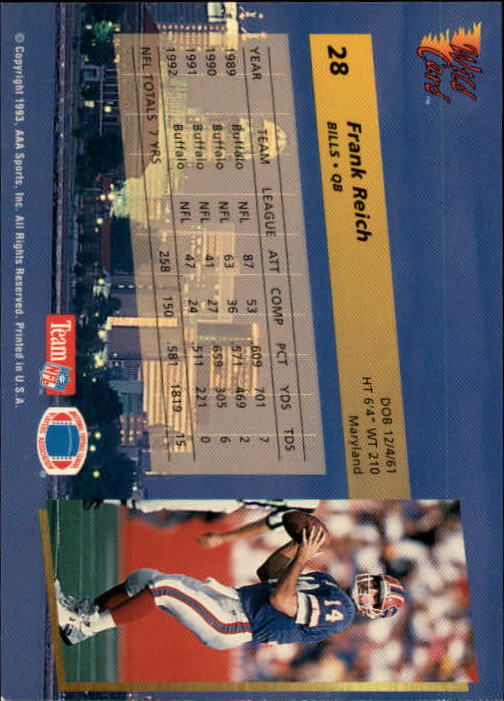 Wild
Card™
28
Frank Reich
BILLS • QB
DOB 12/4/61
HT 6'4" WT 210
Maryland
YEAR TEAM LEAGUE ATT COMP PCT YDS TDS
1989 Buffalo NFL 87 53 .609 701 7
1990 Buffalo NFL 63 36 .571 469 2
1991 Buffalo NFL 41 27 .659 305 6
1992 Buffalo NFL 47 24 .511 221 0
NFL TOTALS 7 YRS 258 150 .581 1819 15
Team NFL
© Copyright 1993, AAA Sports, Inc. All Rights Reserved. Printed in U.S.A.
14